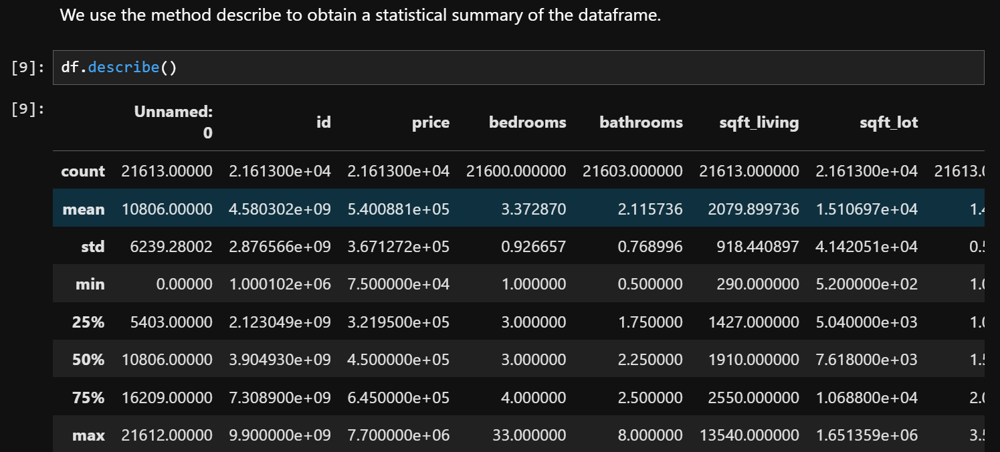 We use the method describe to obtain a statistical summary of the dataframe.
[9]: df.describe()
[9]:
Unnamed: 0 id price bedrooms bathrooms sqft_living sqft_lot
count 21613.00000 2.161300e+04 2.161300e+04 21600.000000 21603.000000 21613.000000 2.161300e+04 21613.0
mean 10806.00000 4.580302e+09 5.400881e+05 3.372870 2.115736 2079.899736 1.510697e+04 1.4
std 6239.28002 2.876566e+09 3.671272e+05 0.926657 0.768996 918.440897 4.142051e+04 0.5
min 0.00000 1.000102e+06 7.500000e+04 1.000000 0.500000 290.000000 5.200000e+02 1.0
25% 5403.00000 2.123049e+09 3.219500e+05 3.000000 1.750000 1427.000000 5.040000e+03 1.0
50% 10806.00000 3.904930e+09 4.500000e+05 3.000000 2.250000 1910.000000 7.618000e+03 1.5
75% 16209.00000 7.308900e+09 6.450000e+05 4.000000 2.500000 2550.000000 1.068800e+04 2.0
max 21612.00000 9.900000e+09 7.700000e+06 33.000000 8.000000 13540.000000 1.651359e+06 3.5